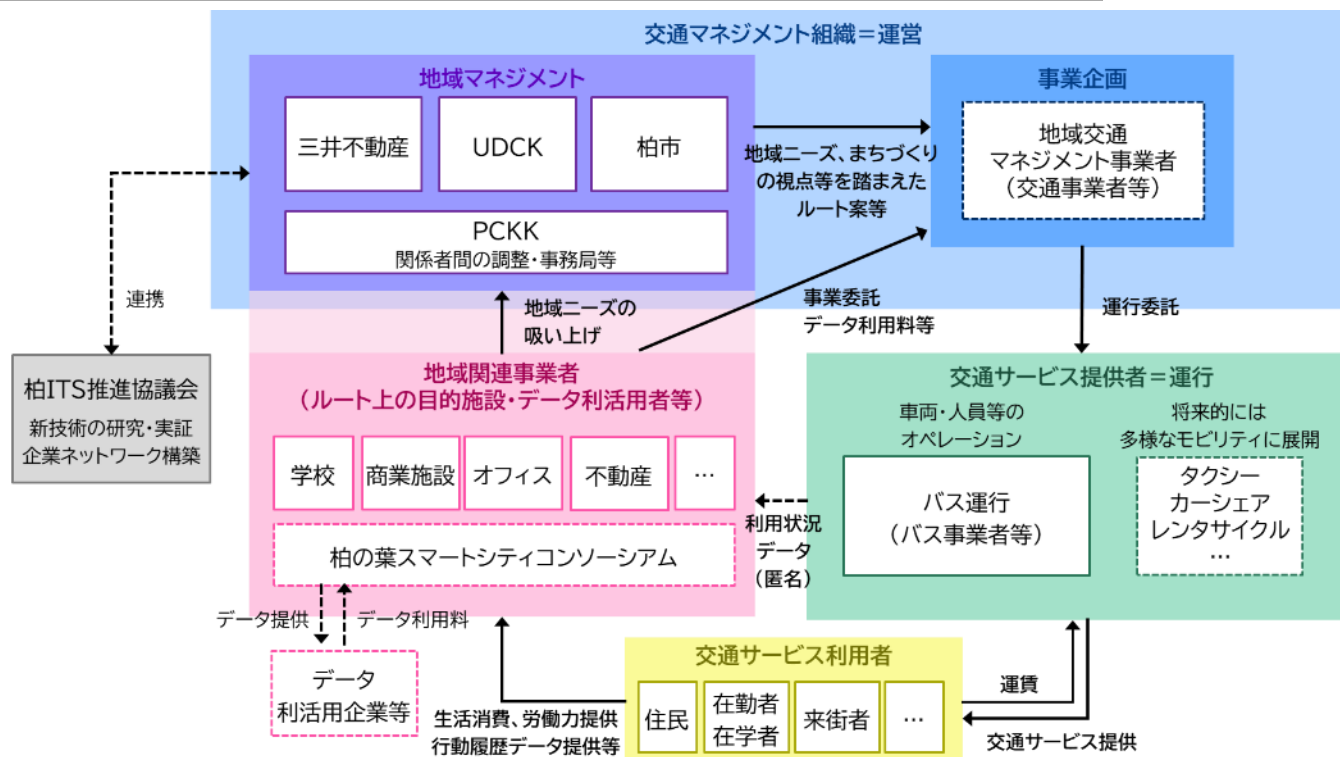 交通マネジメント組織=運営
地域マネジメント
三井不動産
UDCK
柏市
PCKK
関係者間の調整・事務局等
地域ニーズ、まちづくり
の視点等を踏まえた
ルート案等
事業企画
地域交通
マネジメント事業者
(交通事業者等)
連携
地域ニーズの
吸い上げ
事業委託
データ利用料等
運行委託
柏ITS推進協議会
新技術の研究・実証
企業ネットワーク構築
地域関連事業者
(ルート上の目的施設・データ利活用者等)
学校
商業施設
オフィス
不動産
…
柏の葉スマートシティコンソーシアム
利用状況
データ
(匿名)
交通サービス提供者=運行
車両・人員等の
オペレーション
バス運行
(バス事業者等)
将来的には
多様なモビリティに展開
タクシー
カーシェア
レンタサイクル
…
データ提供
データ利用料
データ
利活用企業等
生活消費、労働力提供
行動履歴データ提供等
交通サービス利用者
住民
在勤者
在学者
来街者
…
運賃
交通サービス提供